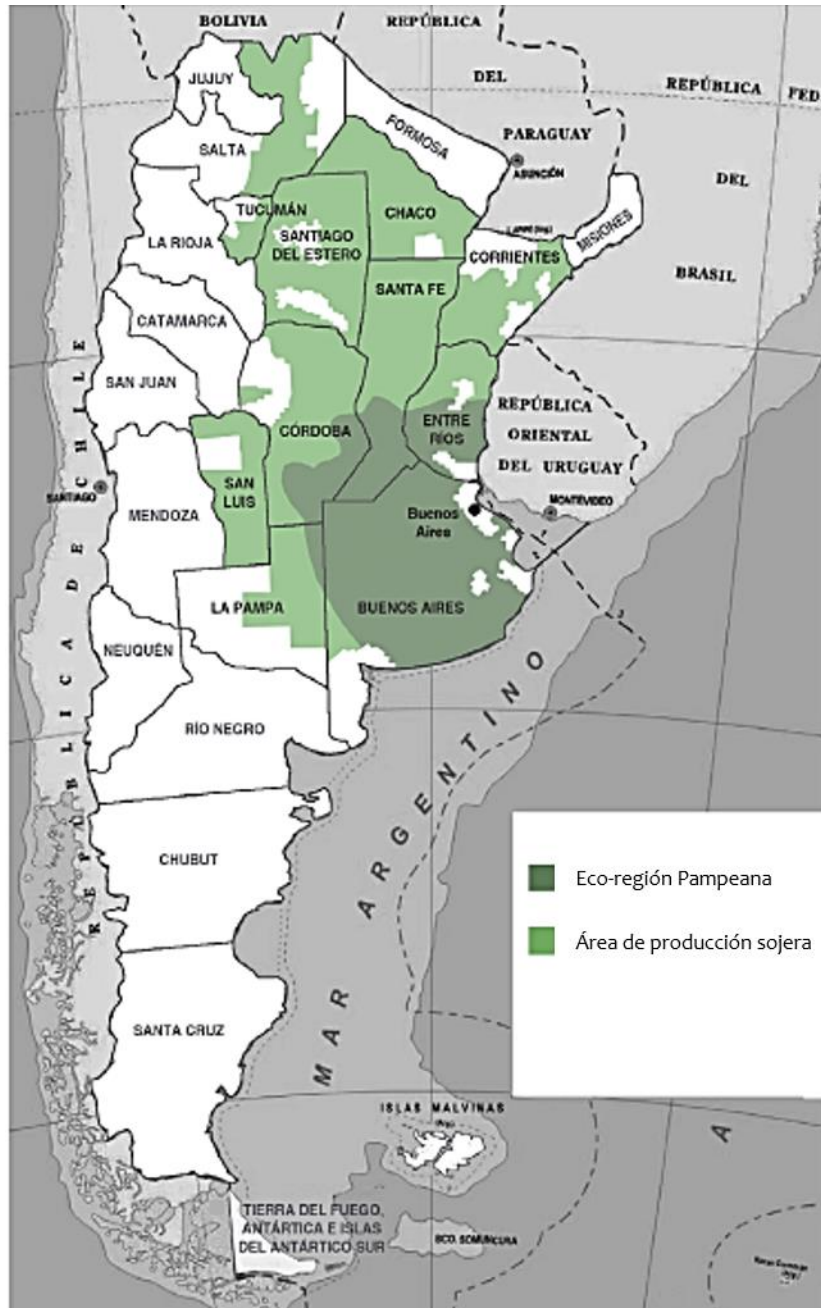 BOLIVIA
REPÚBLICA
DEL
PARAGUAY
ASUNCIÓN
REPÚBLICA FED
DEL
BRASIL
JUJUY
SALTA
FORMOSA
TUCUMÁN
CHACO
SANTIAGO
DEL ESTERO
LA RIOJA
CATAMARCA
SAN JUAN
SANTA FE
CORRIENTES
MISIONES
CÓRDOBA
ENTRE
RÍOS
REPÚBLICA
ORIENTAL
DEL URUGUAY
MONTEVIDEO
SAN
LUIS
SANTIAGO
MENDOZA
Buenos
Aires
LA PAMPA
BUENOS AIRES
NEUQUÉN
RÍO NEGRO
REPÚBLICA DE CHILE
CHUBUT
MAR ARGENTINO
Eco-región Pampeana
Área de producción sojera
SANTA CRUZ
ISLAS MALVINAS
A
TIERRA DEL FUEGO,
ANTÁRTICA E ISLAS
DEL ANTÁRTICO SUR
BCO. SOMUNCURA